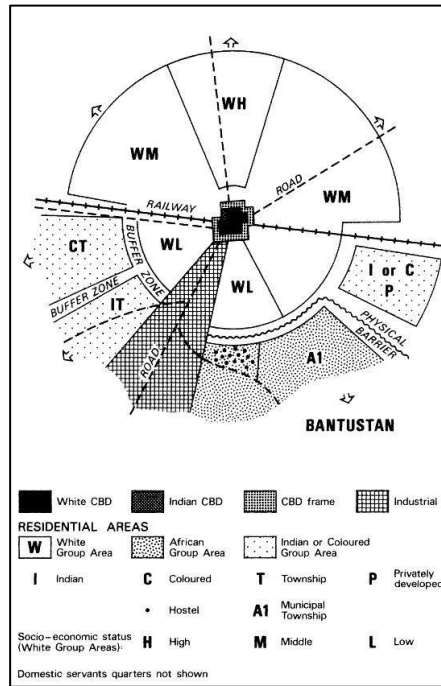 WH
WM
WM
ROAD
RAILWAY
CT
BUFFER ZONE
WL
I or C
P
WL
BUFFER ZONE
IT
PHYSICAL BARRIER
ROAD
A1
BANTUSTAN
White CBD Indian CBD CBD frame Industrial
RESIDENTIAL AREAS
W White Group Area African Group Area Indian or Coloured Group Area
I Indian C Coloured T Township P Privately developed
• Hostel A1 Municipal Township
Socio-economic status (White Group Areas): H High M Middle L Low
Domestic servants quarters not shown